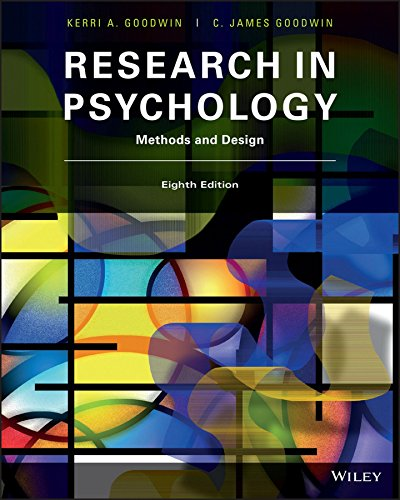 KERRI A. GOODWIN | C. JAMES GOODWIN
RESEARCH IN
PSYCHOLOGY
Methods and Design
Eighth Edition
WILEY